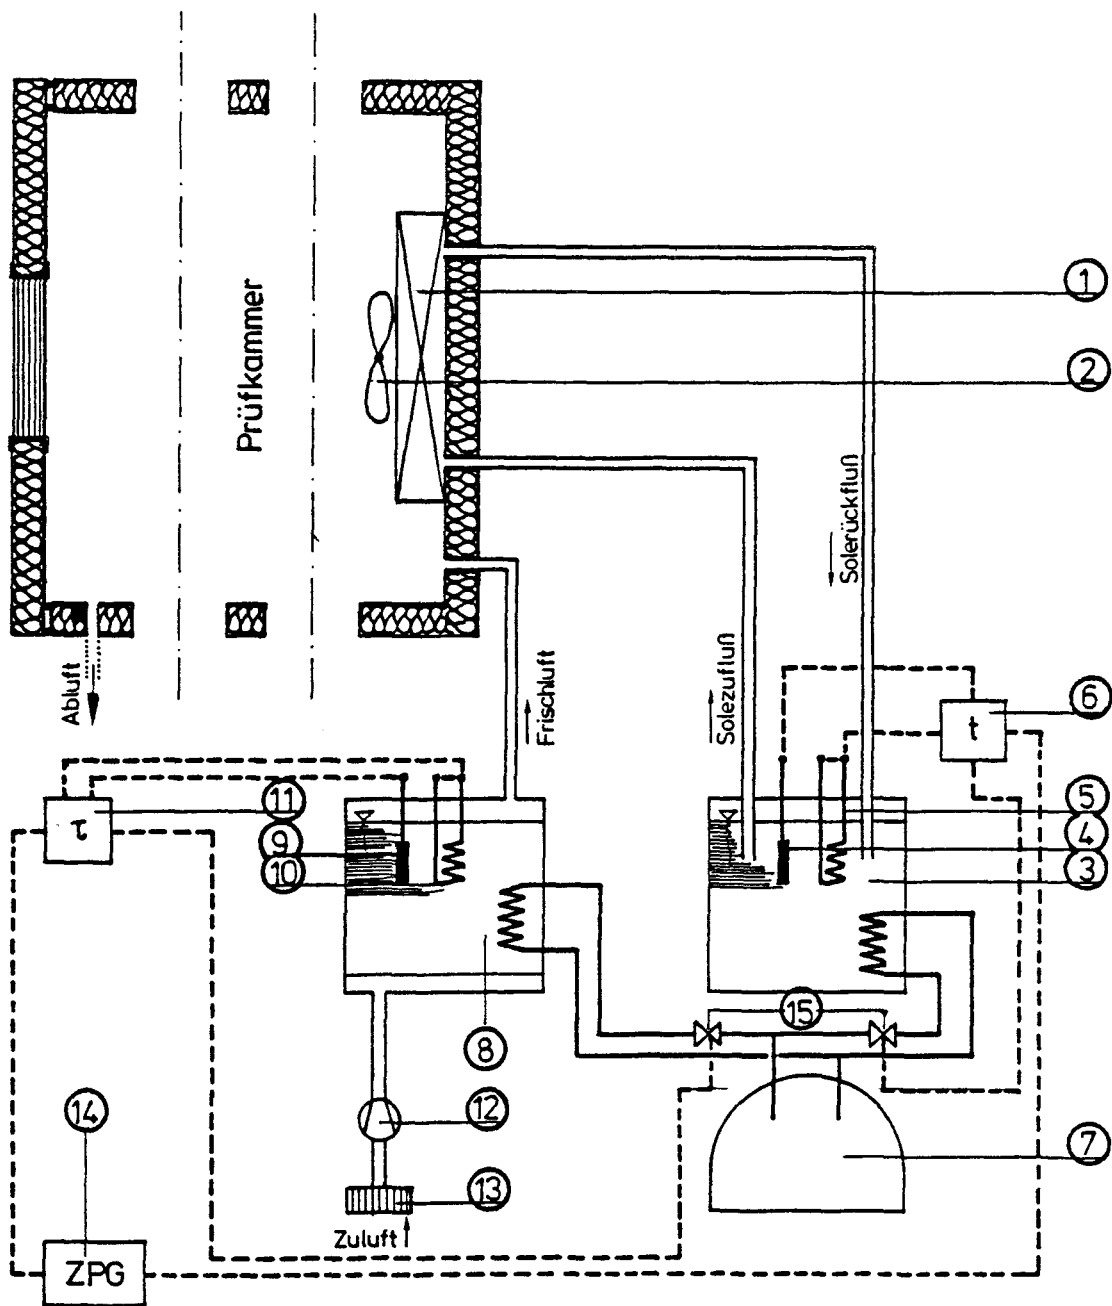 Prüfkammer
1
2
Solerückfluß
Solezufluß
Frischluft
Abluft
6
t
11
τ
9
10
5
4
3
15
8
14
12
7
13
Zuluft
ZPG